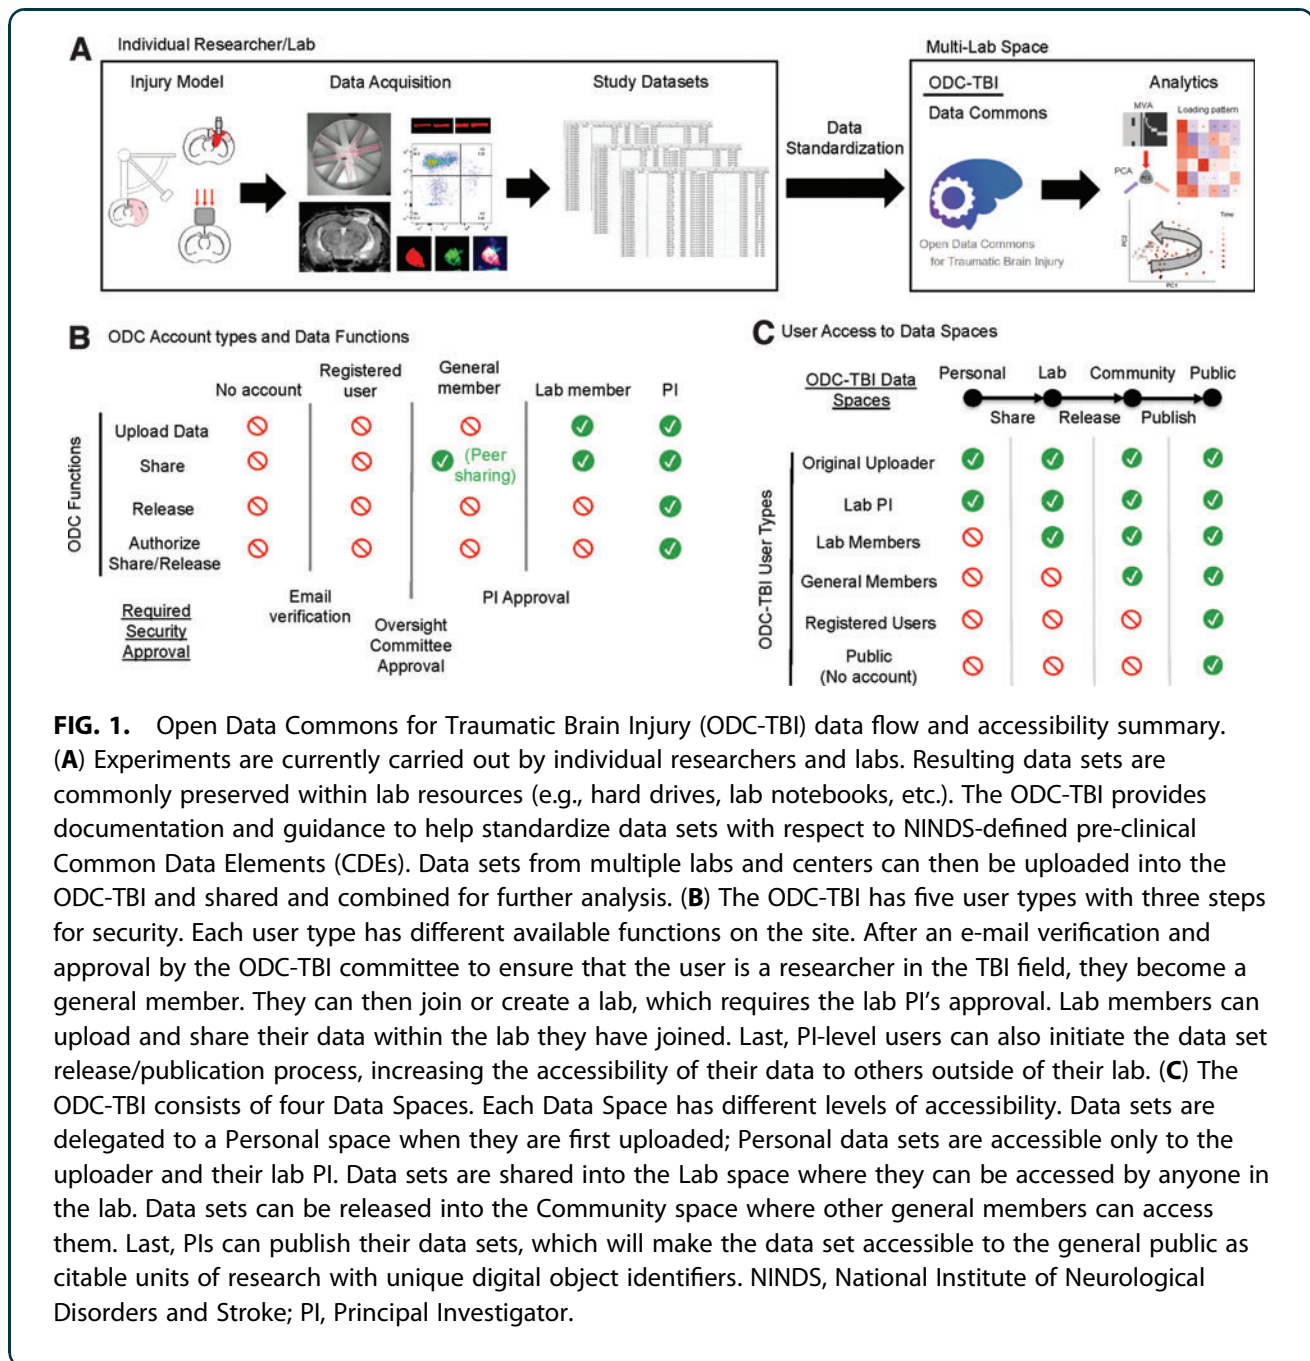 A Individual Researcher/Lab
Multi-Lab Space
Injury Model
Data Acquisition
Study Datasets
Data
Standardization
ODC-TBI
Data Commons
Open Data Commons
for Traumatic Brain Injury
Analytics
MVA
Loading pattern
PCA
Time
PC2
PC1
B ODC Account types and Data Functions
No account
Registered
user
General
member
Lab member
PI
ODC Functions
Upload Data
Share
(Peer
sharing)
Release
Authorize
Share/Release
Required
Security
Approval
Email
verification
Oversight
Committee
Approval
PI Approval
C User Access to Data Spaces
ODC-TBI Data
Spaces
Personal
Lab
Community
Public
Share
Release
Publish
ODC-TBI User Types
Original Uploader
Lab PI
Lab Members
General Members
Registered Users
Public
(No account)
FIG. 1. Open Data Commons for Traumatic Brain Injury (ODC-TBI) data flow and accessibility summary.
(A) Experiments are currently carried out by individual researchers and labs. Resulting data sets are
commonly preserved within lab resources (e.g., hard drives, lab notebooks, etc.). The ODC-TBI provides
documentation and guidance to help standardize data sets with respect to NINDS-defined pre-clinical
Common Data Elements (CDEs). Data sets from multiple labs and centers can then be uploaded into the
ODC-TBI and shared and combined for further analysis. (B) The ODC-TBI has five user types with three steps
for security. Each user type has different available functions on the site. After an e-mail verification and
approval by the ODC-TBI committee to ensure that the user is a researcher in the TBI field, they become a
general member. They can then join or create a lab, which requires the lab PI's approval. Lab members can
upload and share their data within the lab they have joined. Last, PI-level users can also initiate the data set
release/publication process, increasing the accessibility of their data to others outside of their lab. (C) The
ODC-TBI consists of four Data Spaces. Each Data Space has different levels of accessibility. Data sets are
delegated to a Personal space when they are first uploaded; Personal data sets are accessible only to the
uploader and their lab PI. Data sets are shared into the Lab space where they can be accessed by anyone in
the lab. Data sets can be released into the Community space where other general members can access
them. Last, PIs can publish their data sets, which will make the data set accessible to the general public as
citable units of research with unique digital object identifiers. NINDS, National Institute of Neurological
Disorders and Stroke; PI, Principal Investigator.